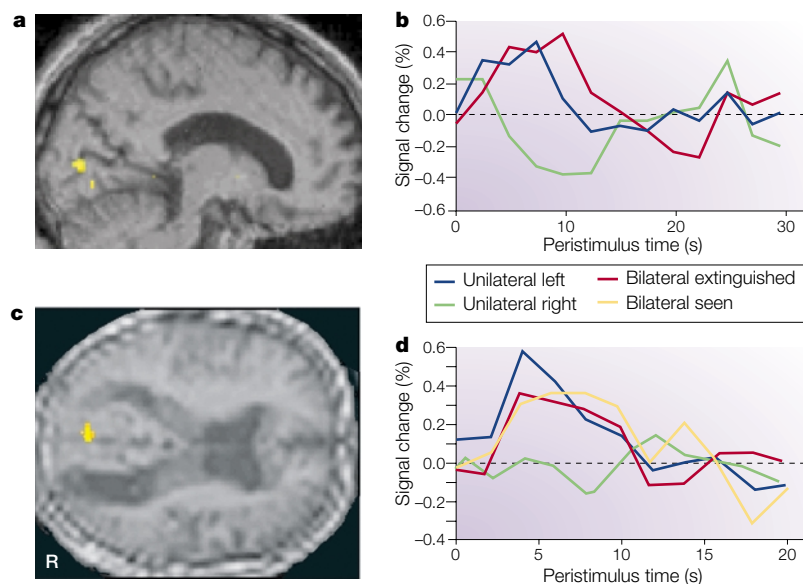 a
b
0.6
0.4
0.2
0.0
–0.2
–0.4
–0.6
Signal change (%)
0 10 20 30
Peristimulus time (s)
Unilateral left
Bilateral extinguished
Unilateral right
Bilateral seen
c
R
d
0.6
0.4
0.2
0.0
–0.2
–0.4
Signal change (%)
0 5 10 15 20
Peristimulus time (s)